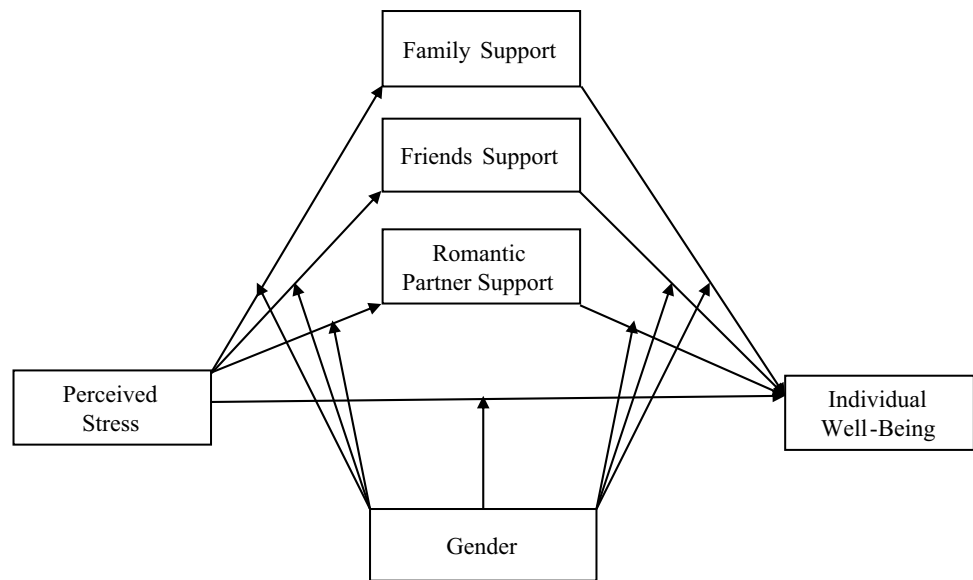 Family Support
Friends Support
Romantic
Partner Support
Perceived
Stress
Individual
Well-Being
Gender